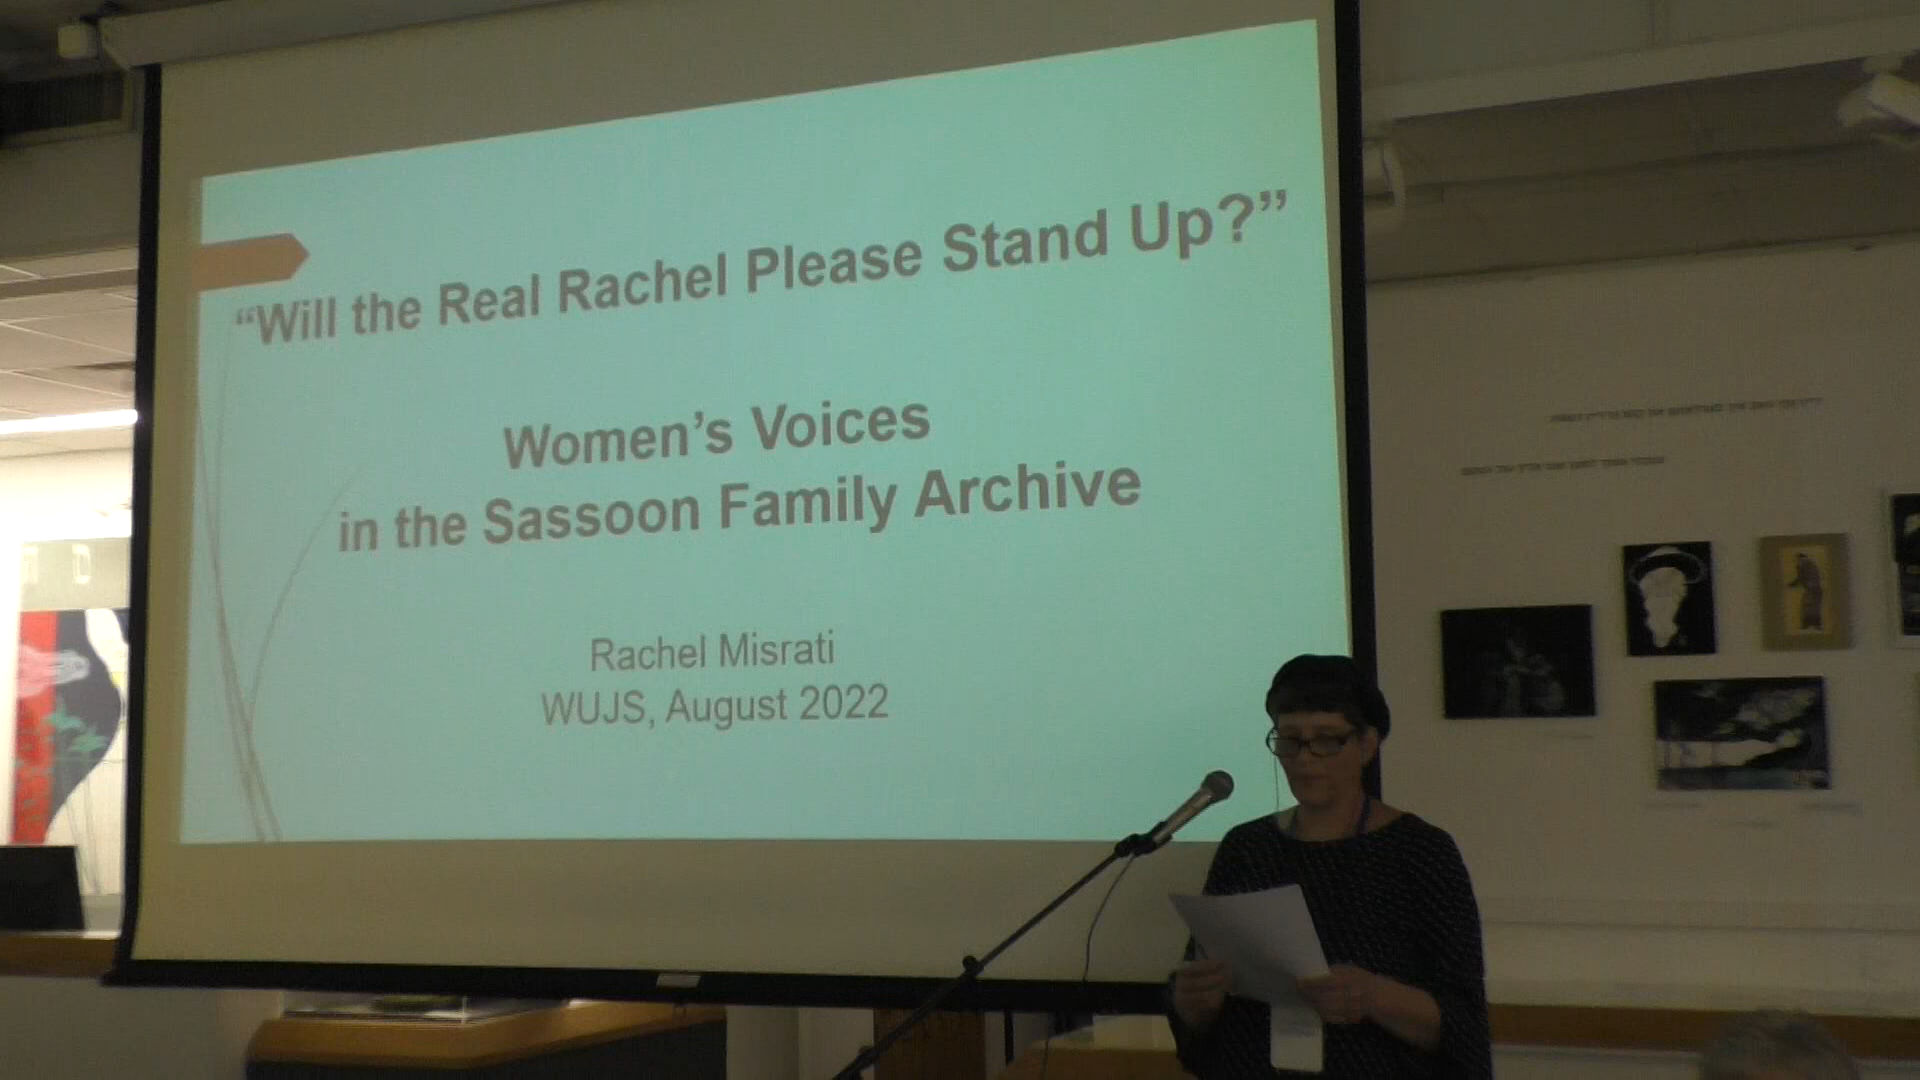 “Will the Real Rachel Please Stand Up?”
Women’s Voices
in the Sassoon Family Archive
Rachel Misrati
WUJS, August 2022